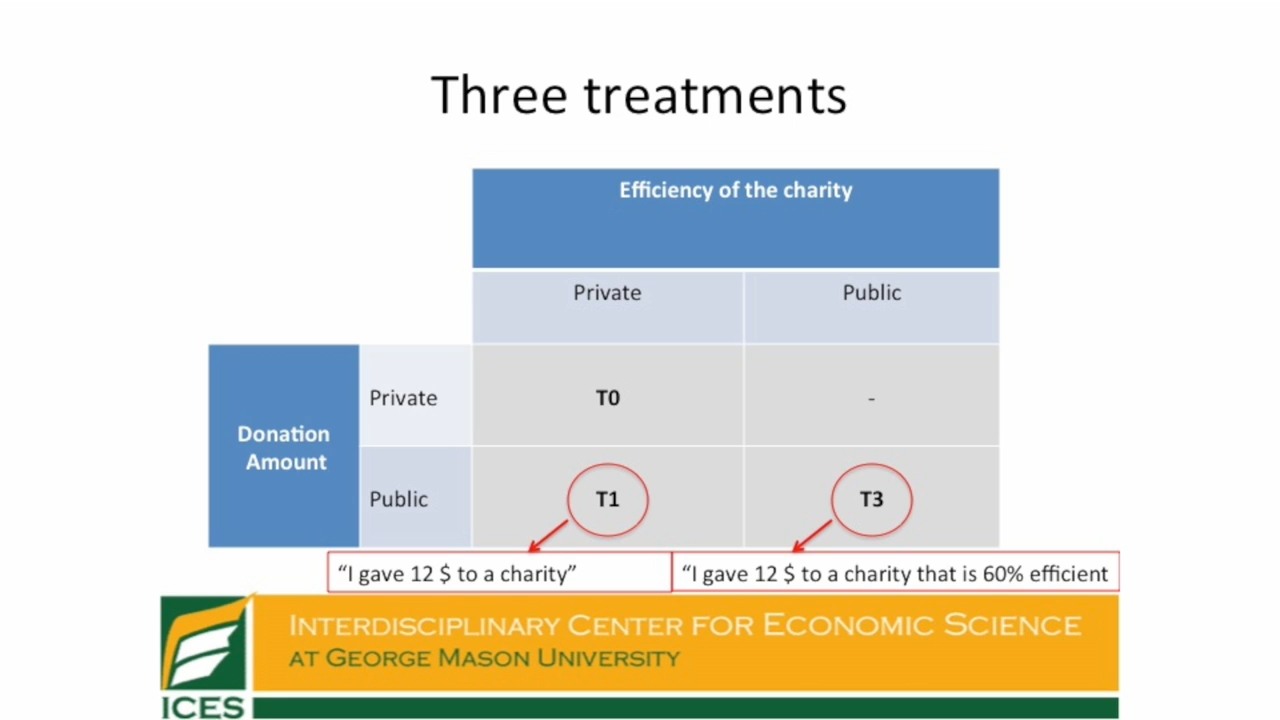 Three treatments
Efficiency of the charity
Private
Public
Donation
Amount
Private
T0
-
Public
T1
T3
“I gave 12 $ to a charity”
“I gave 12 $ to a charity that is 60% efficient
INTERDISCIPLINARY CENTER FOR ECONOMIC SCIENCE
AT GEORGE MASON UNIVERSITY
ICES